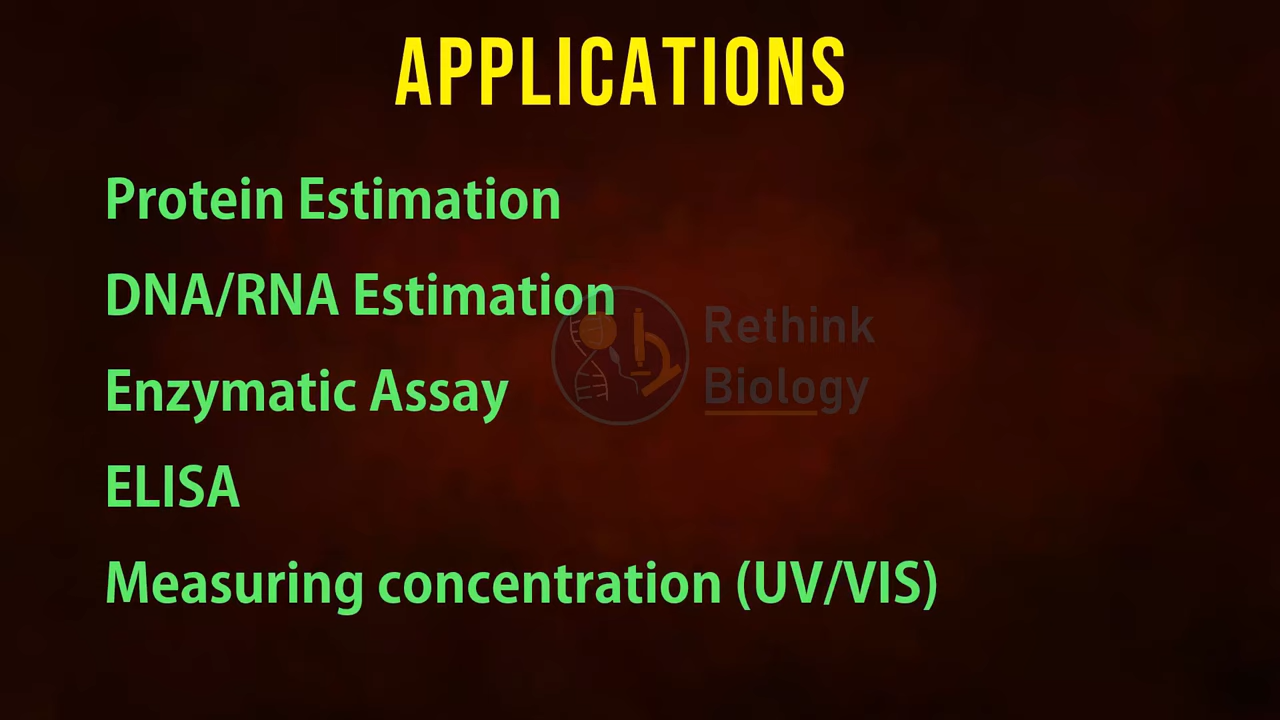 APPLICATIONS
Protein Estimation
DNA/RNA Estimation
Rethink
Biology
Enzymatic Assay
ELISA
Measuring concentration (UV/VIS)